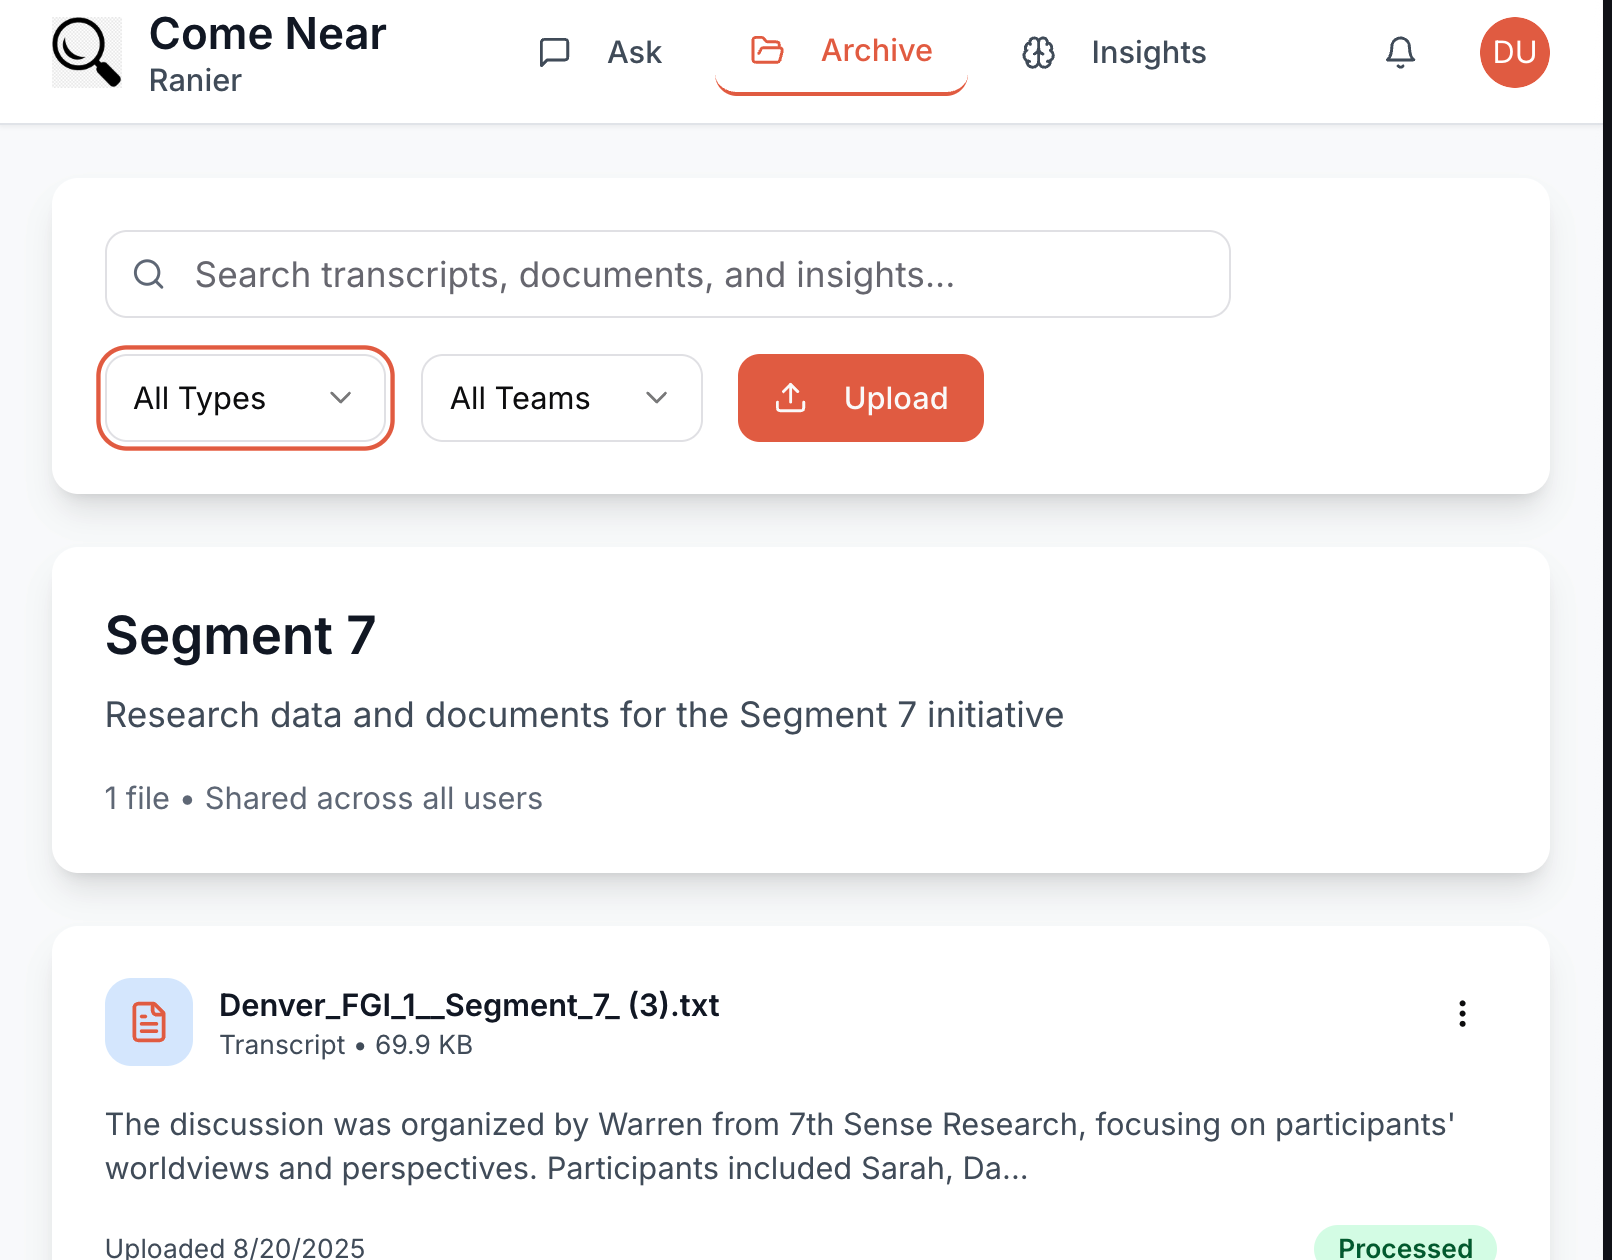 Come Near
Ranier
Ask
Archive
Insights
DU
Search transcripts, documents, and insights...
All Types
All Teams
Upload
Segment 7
Research data and documents for the Segment 7 initiative
1 file • Shared across all users
Denver_FGI_1__Segment_7_ (3).txt
Transcript • 69.9 KB
The discussion was organized by Warren from 7th Sense Research, focusing on participants'
worldviews and perspectives. Participants included Sarah, Da...
Uploaded 8/20/2025
Processed